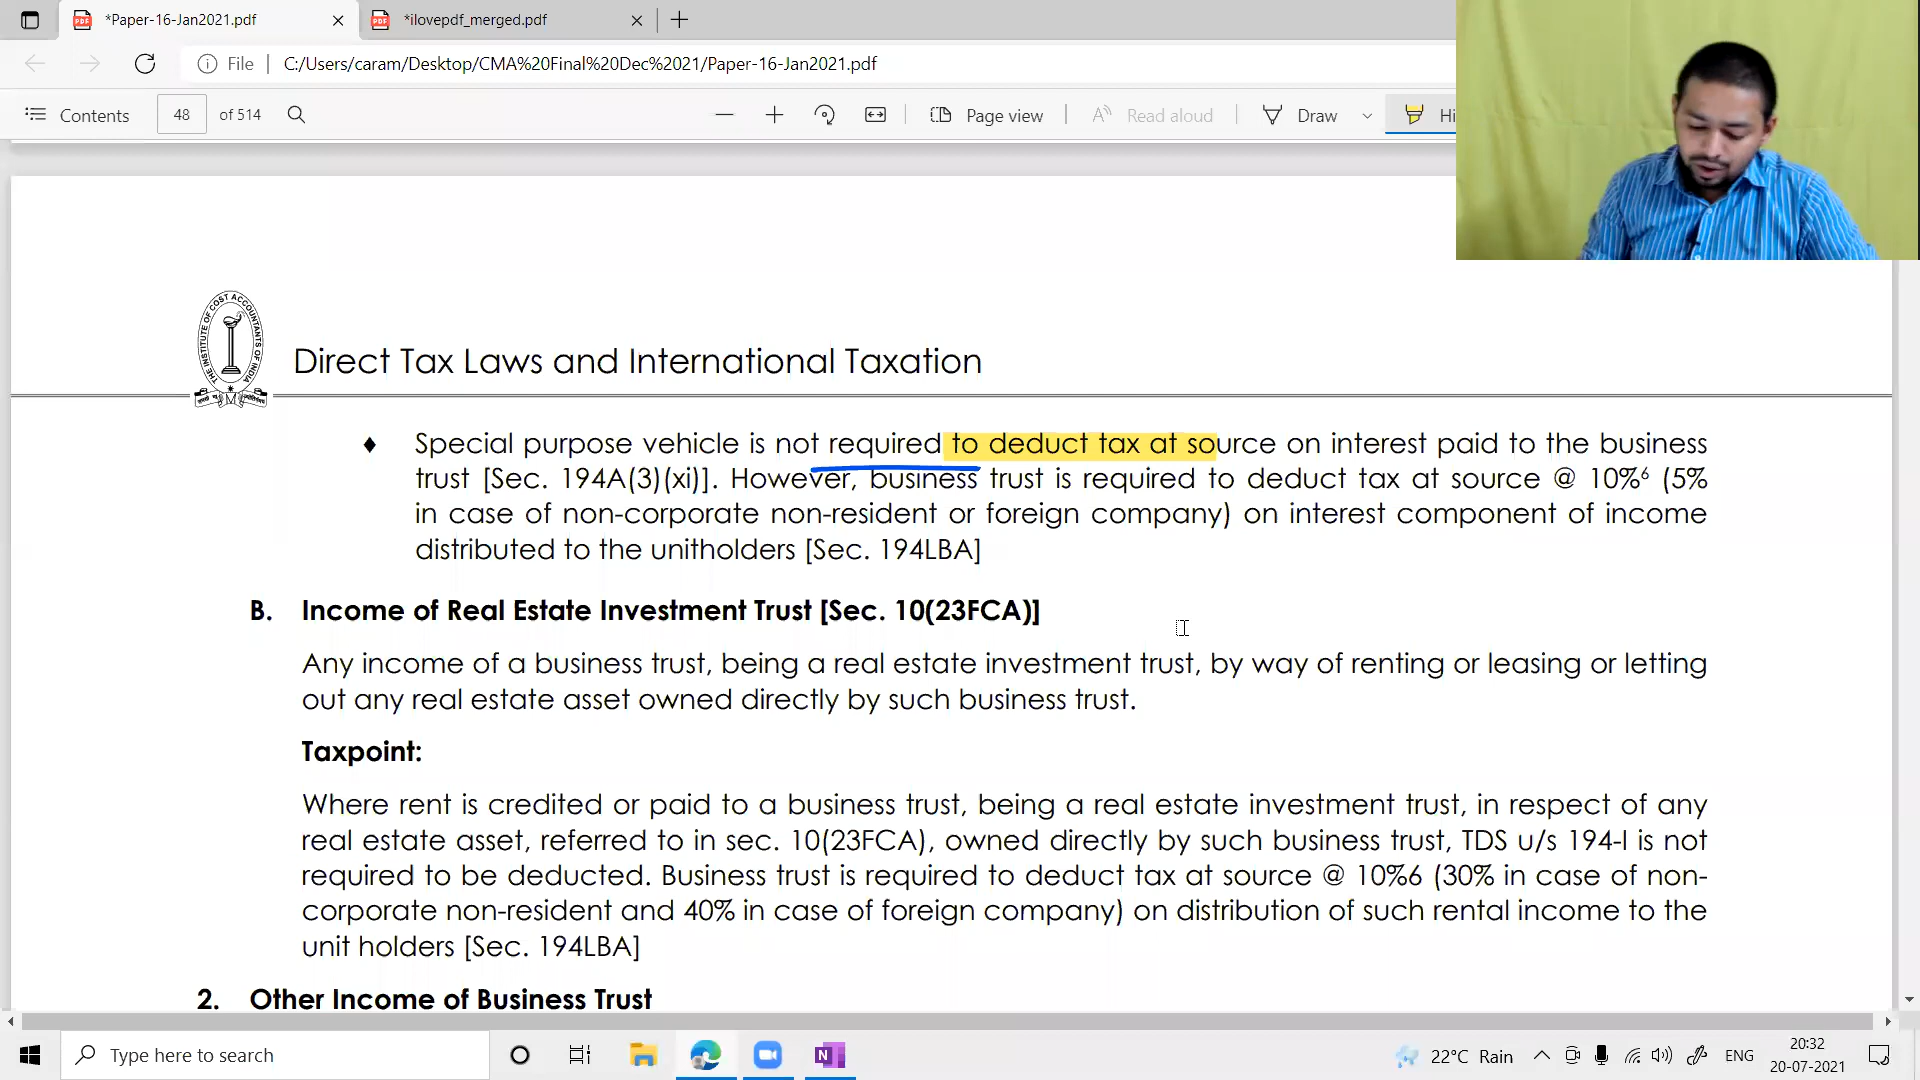 *Paper-16-Jan2021.pdf
*ilovepdf_merged.pdf
File
C:/Users/caram/Desktop/CMA%20Final%20Dec%2021/Paper-16-Jan2021.pdf
Contents
48
of 514
Page view
Read aloud
Draw
Hi
THE INSTITUTE OF COST ACCOUNTANTS OF INDIA
Direct Tax Laws and International Taxation
♦ Special purpose vehicle is not required to deduct tax at source on interest paid to the business
trust [Sec. 194A(3)(xi)]. However, business trust is required to deduct tax at source @ 10%⁶ (5%
in case of non-corporate non-resident or foreign company) on interest component of income
distributed to the unitholders [Sec. 194LBA]
B. Income of Real Estate Investment Trust [Sec. 10(23FCA)]
Any income of a business trust, being a real estate investment trust, by way of renting or leasing or letting
out any real estate asset owned directly by such business trust.
Taxpoint:
Where rent is credited or paid to a business trust, being a real estate investment trust, in respect of any
real estate asset, referred to in sec. 10(23FCA), owned directly by such business trust, TDS u/s 194-I is not
required to be deducted. Business trust is required to deduct tax at source @ 10%6 (30% in case of non-
corporate non-resident and 40% in case of foreign company) on distribution of such rental income to the
unit holders [Sec. 194LBA]
2. Other Income of Business Trust
Type here to search
22°C Rain
ENG
20:32
20-07-2021